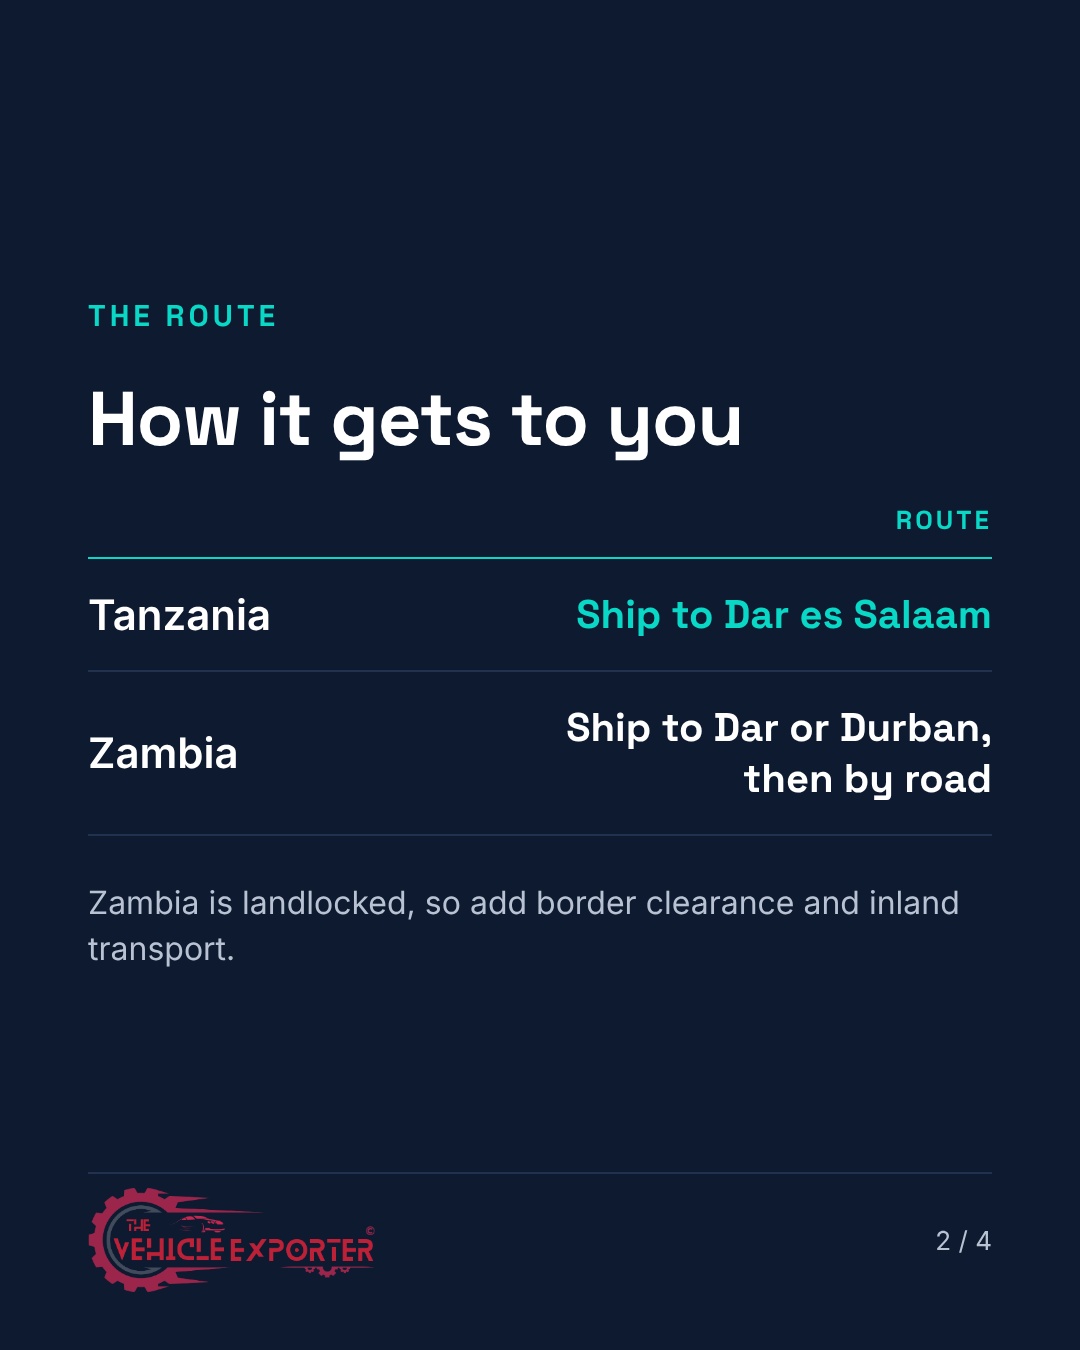 THE ROUTE
How it gets to you
ROUTE
Tanzania
Ship to Dar es Salaam
Zambia
Ship to Dar or Durban,
then by road
Zambia is landlocked, so add border clearance and inland
transport.
THE
VEHICLE EXPORTER
©
2 / 4